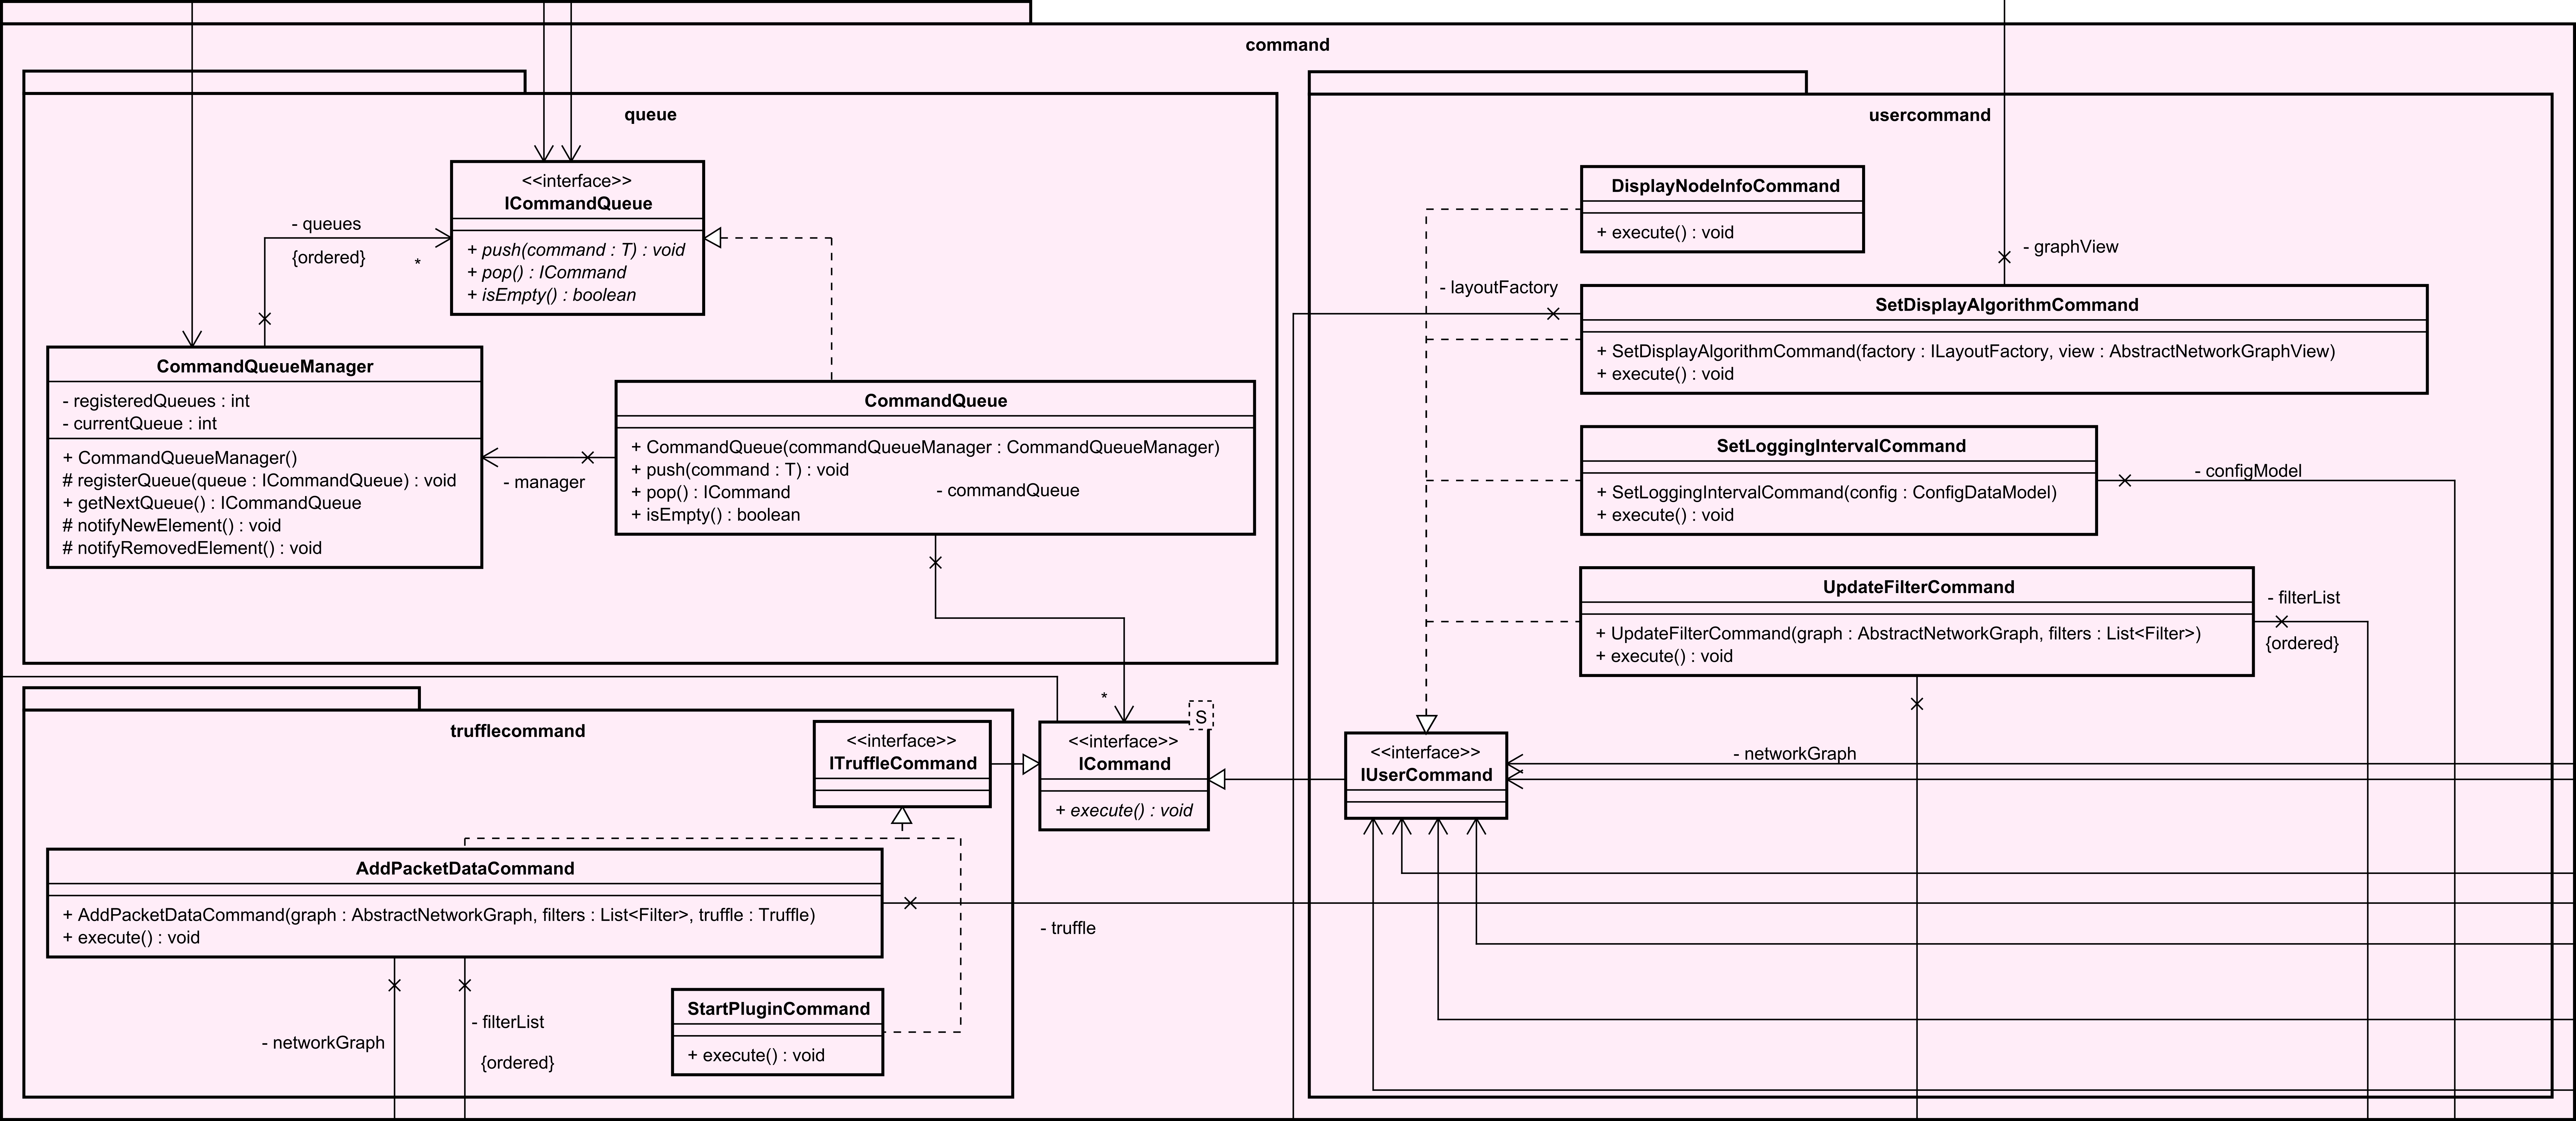 command
queue
<<interface>>
ICommandQueue
+ push(command : T) : void
+ pop() : ICommand
+ isEmpty() : boolean
- queues
{ordered}
*
CommandQueueManager
- registeredQueues : int
- currentQueue : int
+ CommandQueueManager()
# registerQueue(queue : ICommandQueue) : void
+ getNextQueue() : ICommandQueue
# notifyNewElement() : void
# notifyRemovedElement() : void
- manager
CommandQueue
+ CommandQueue(commandQueueManager : CommandQueueManager)
+ push(command : T) : void
+ pop() : ICommand
- commandQueue
+ isEmpty() : boolean
*
S
<<interface>>
ICommand
+ execute() : void
trufflecommand
<<interface>>
ITruffleCommand
AddPacketDataCommand
+ AddPacketDataCommand(graph : AbstractNetworkGraph, filters : List<Filter>, truffle : Truffle)
+ execute() : void
- truffle
- networkGraph
- filterList
{ordered}
StartPluginCommand
+ execute() : void
usercommand
DisplayNodeInfoCommand
+ execute() : void
- graphView
- layoutFactory
SetDisplayAlgorithmCommand
+ SetDisplayAlgorithmCommand(factory : ILayoutFactory, view : AbstractNetworkGraphView)
+ execute() : void
SetLoggingIntervalCommand
+ SetLoggingIntervalCommand(config : ConfigDataModel)
+ execute() : void
- configModel
UpdateFilterCommand
+ UpdateFilterCommand(graph : AbstractNetworkGraph, filters : List<Filter>)
+ execute() : void
- filterList
{ordered}
<<interface>>
IUserCommand
- networkGraph